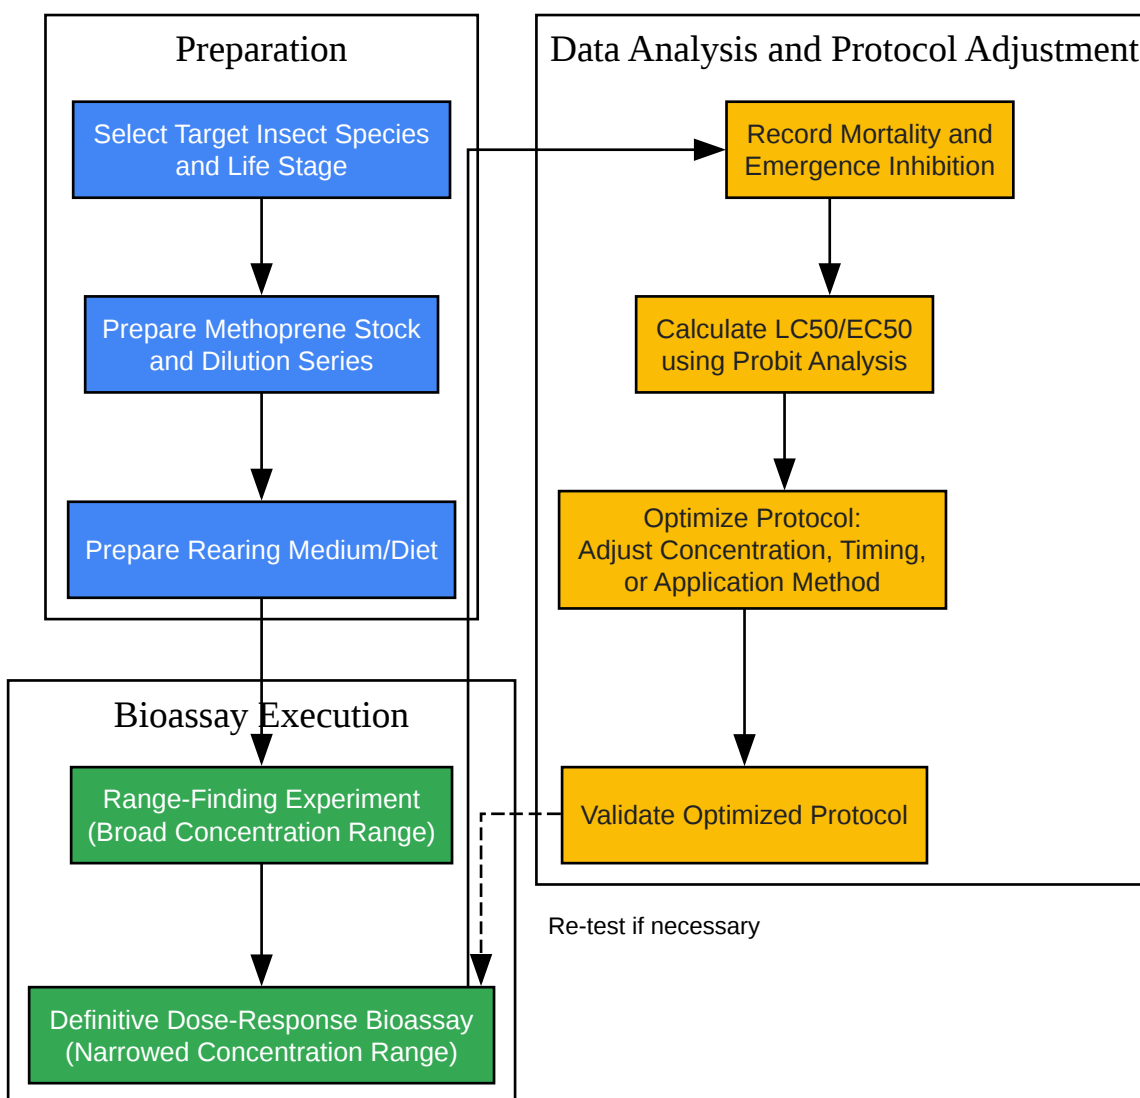 Preparation
Select Target Insect Species
and Life Stage
Prepare Methoprene Stock
and Dilution Series
Prepare Rearing Medium/Diet
Bioassay Execution
Range-Finding Experiment
(Broad Concentration Range)
Definitive Dose-Response Bioassay
(Narrowed Concentration Range)
Data Analysis and Protocol Adjustment
Record Mortality and
Emergence Inhibition
Calculate LC50/EC50
using Probit Analysis
Optimize Protocol:
Adjust Concentration, Timing,
or Application Method
Validate Optimized Protocol
Re-test if necessary